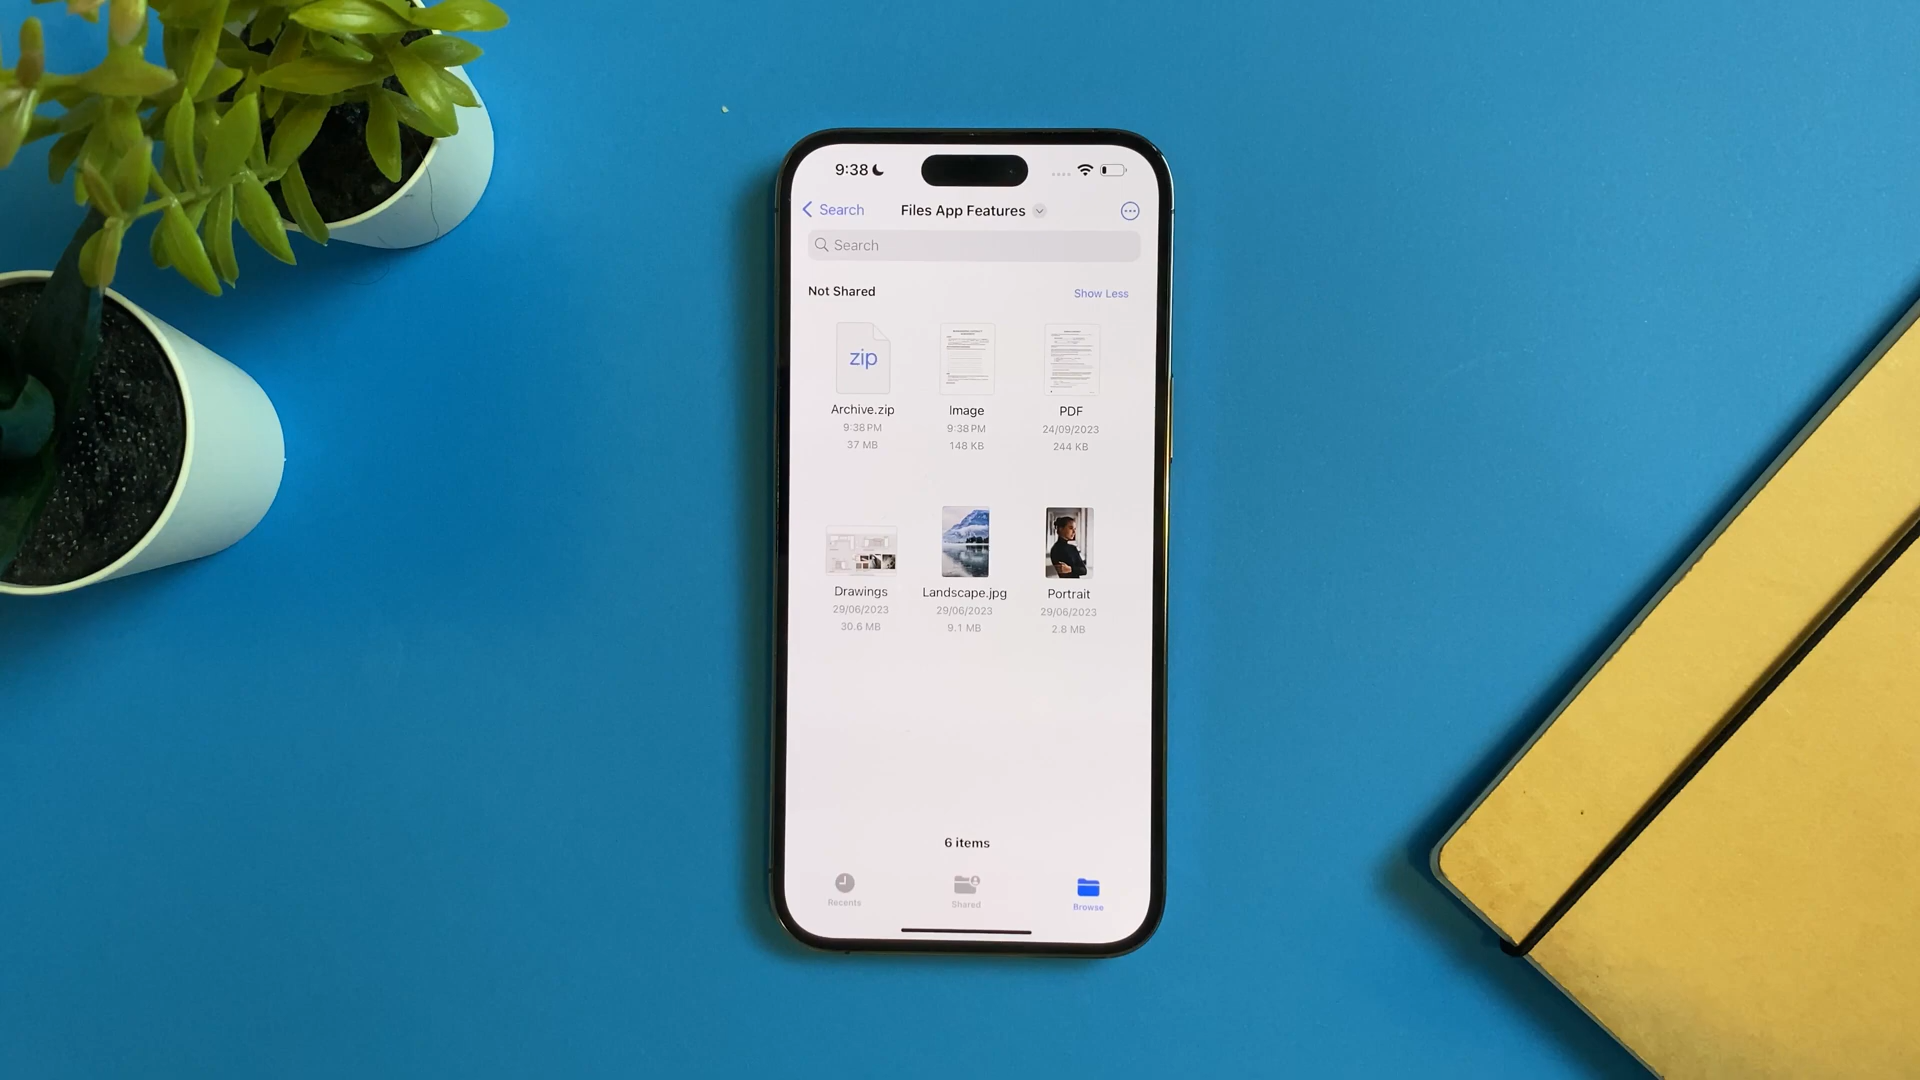 9:38
Search
Files App Features
Search
Not Shared
Show Less
zip
Archive.zip
9:38 PM
37 MB
Image
9:38 PM
148 KB
PDF
24/09/2023
244 KB
Drawings
29/06/2023
30.6 MB
Landscape.jpg
29/06/2023
9.1 MB
Portrait
29/06/2023
2.8 MB
6 items
Recents
Shared
Browse